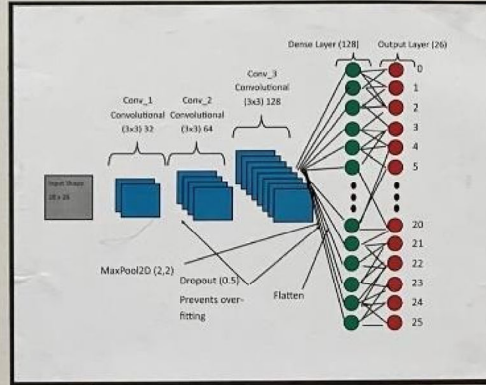 Dense Layer (128)
Output Layer (26)
Conv_1
Convolutional
(3x3) 32
Conv_2
Convolutional
(3x3) 64
Conv_3
Convolutional
(3x3) 128
Input Shape
28 x 28
MaxPool2D (2,2)
Dropout (0.5)
Prevents over-
fitting
Flatten
0
1
2
3
4
5
20
21
22
23
24
25